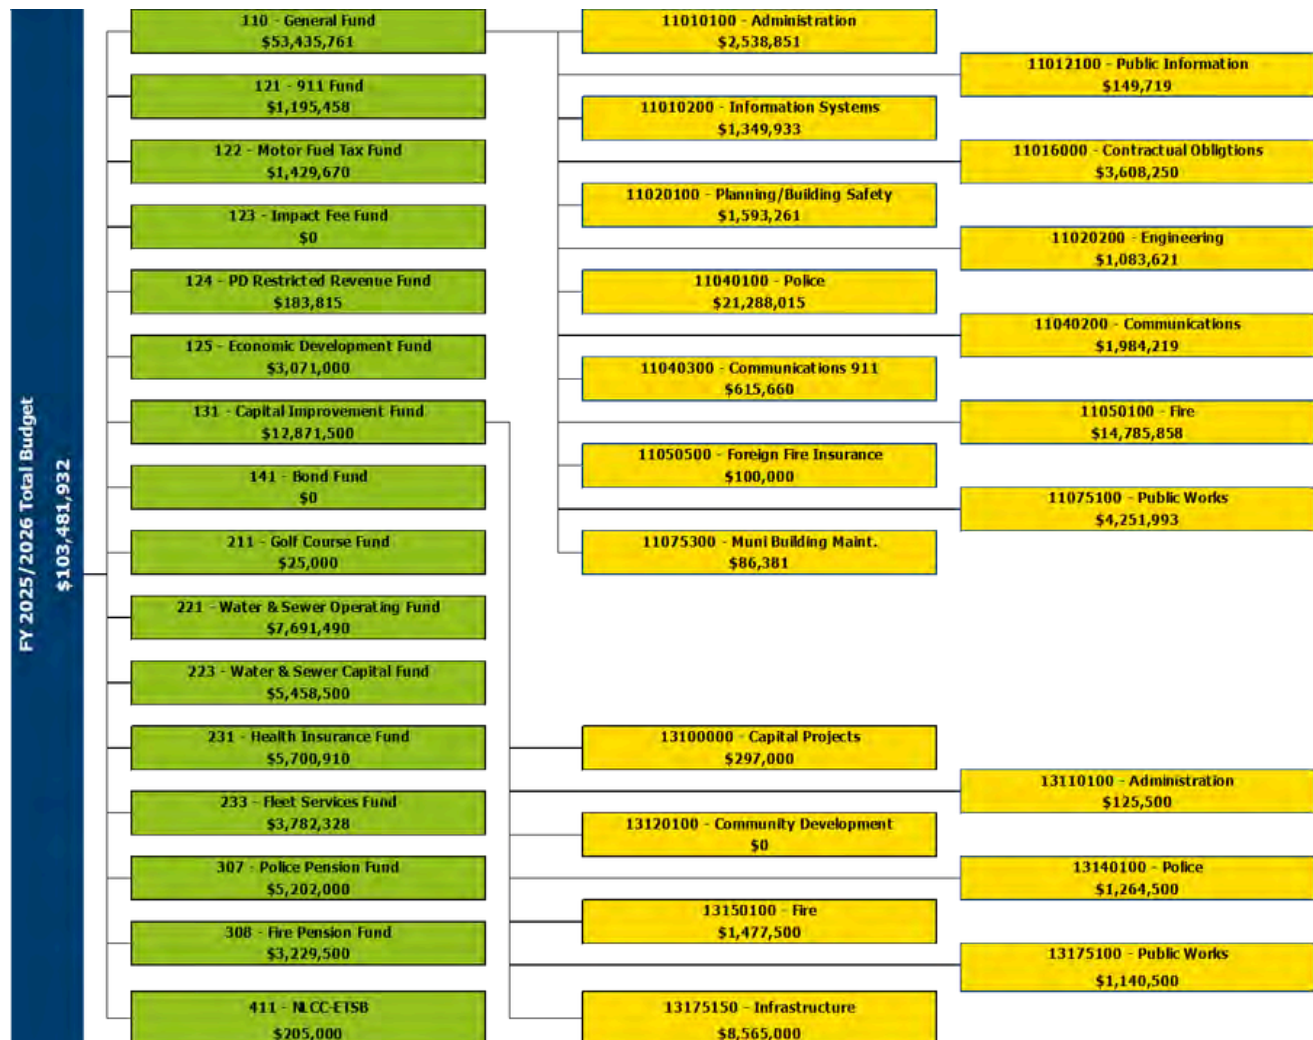 FY 2025/2026 Total Budget
$103,481,932
110 - General Fund
$53,435,761
121 - 911 Fund
$1,195,458
122 - Motor Fuel Tax Fund
$1,429,670
123 - Impact Fee Fund
$0
124 - PD Restricted Revenue Fund
$183,815
125 - Economic Development Fund
$3,071,000
131 - Capital Improvement Fund
$12,871,500
141 - Bond Fund
$0
211 - Golf Course Fund
$25,000
221 - Water & Sewer Operating Fund
$7,691,490
223 - Water & Sewer Capital Fund
$5,458,500
231 - Health Insurance Fund
$5,700,910
233 - Fleet Services Fund
$3,782,328
307 - Police Pension Fund
$5,202,000
308 - Fire Pension Fund
$3,229,500
411 - NLCC-ETSB
$205,000
11010100 - Administration
$2,538,851
11012100 - Public Information
$149,719
11010200 - Information Systems
$1,349,933
11016000 - Contractual Obligtions
$3,608,250
11020100 - Planning/Building Safety
$1,593,261
11020200 - Engineering
$1,083,621
11040100 - Police
$21,288,015
11040200 - Communications
$1,984,219
11040300 - Communications 911
$615,660
11050100 - Fire
$14,785,858
11050500 - Foreign Fire Insurance
$100,000
11075100 - Public Works
$4,251,993
11075300 - Muni Building Maint.
$86,381
13100000 - Capital Projects
$297,000
13110100 - Administration
$125,500
13120100 - Community Development
$0
13140100 - Police
$1,264,500
13150100 - Fire
$1,477,500
13175100 - Public Works
$1,140,500
13175150 - Infrastructure
$8,565,000